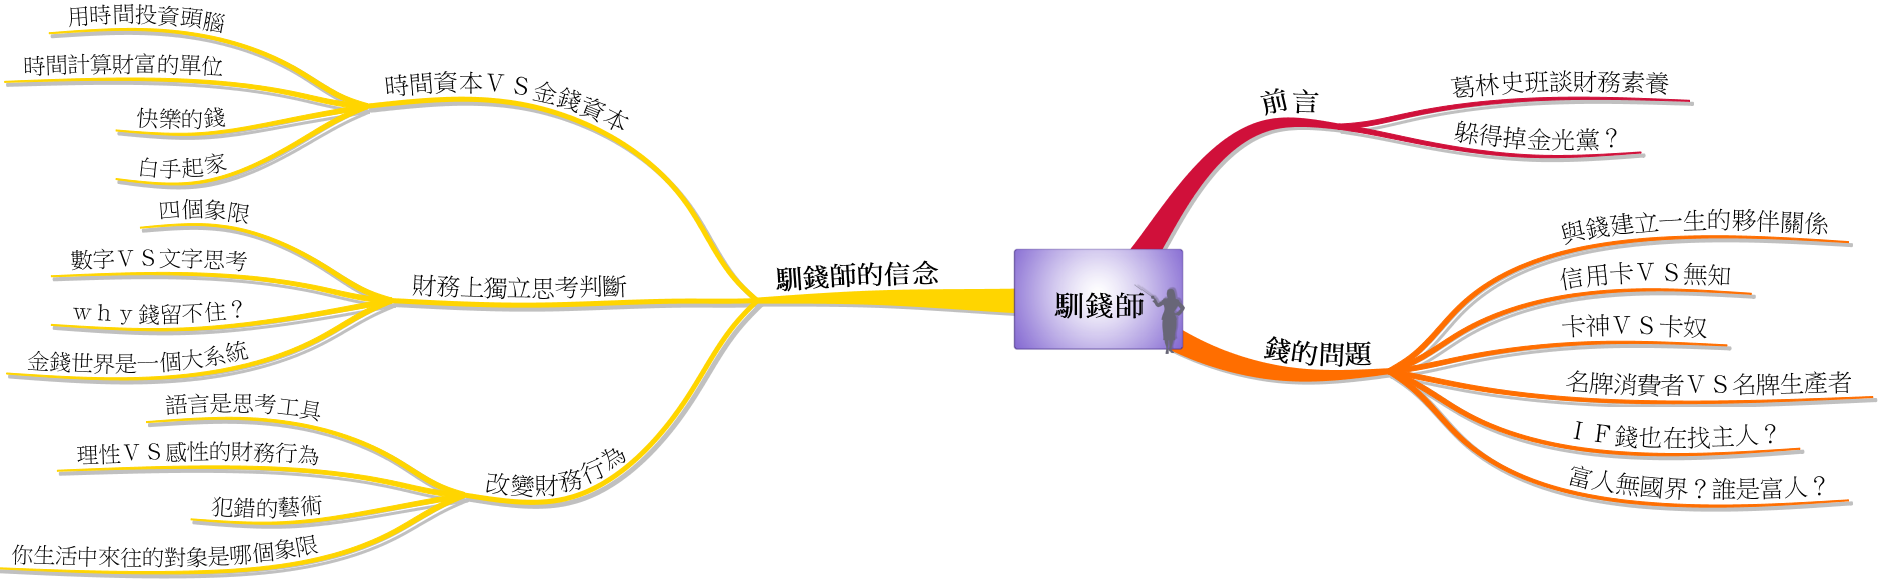 馴錢師
前言
葛林史班談財務素養
躲得掉金光黨？
錢的問題
與錢建立一生的夥伴關係
信用卡ＶＳ無知
卡神ＶＳ卡奴
名牌消費者ＶＳ名牌生產者
ＩＦ錢也在找主人？
富人無國界？誰是富人？
馴錢師的信念
時間資本ＶＳ金錢資本
用時間投資頭腦
時間計算財富的單位
快樂的錢
白手起家
財務上獨立思考判斷
四個象限
數字ＶＳ文字思考
ｗｈｙ錢留不住？
金錢世界是一個大系統
改變財務行為
語言是思考工具
理性ＶＳ感性的財務行為
犯錯的藝術
你生活中來往的對象是哪個象限